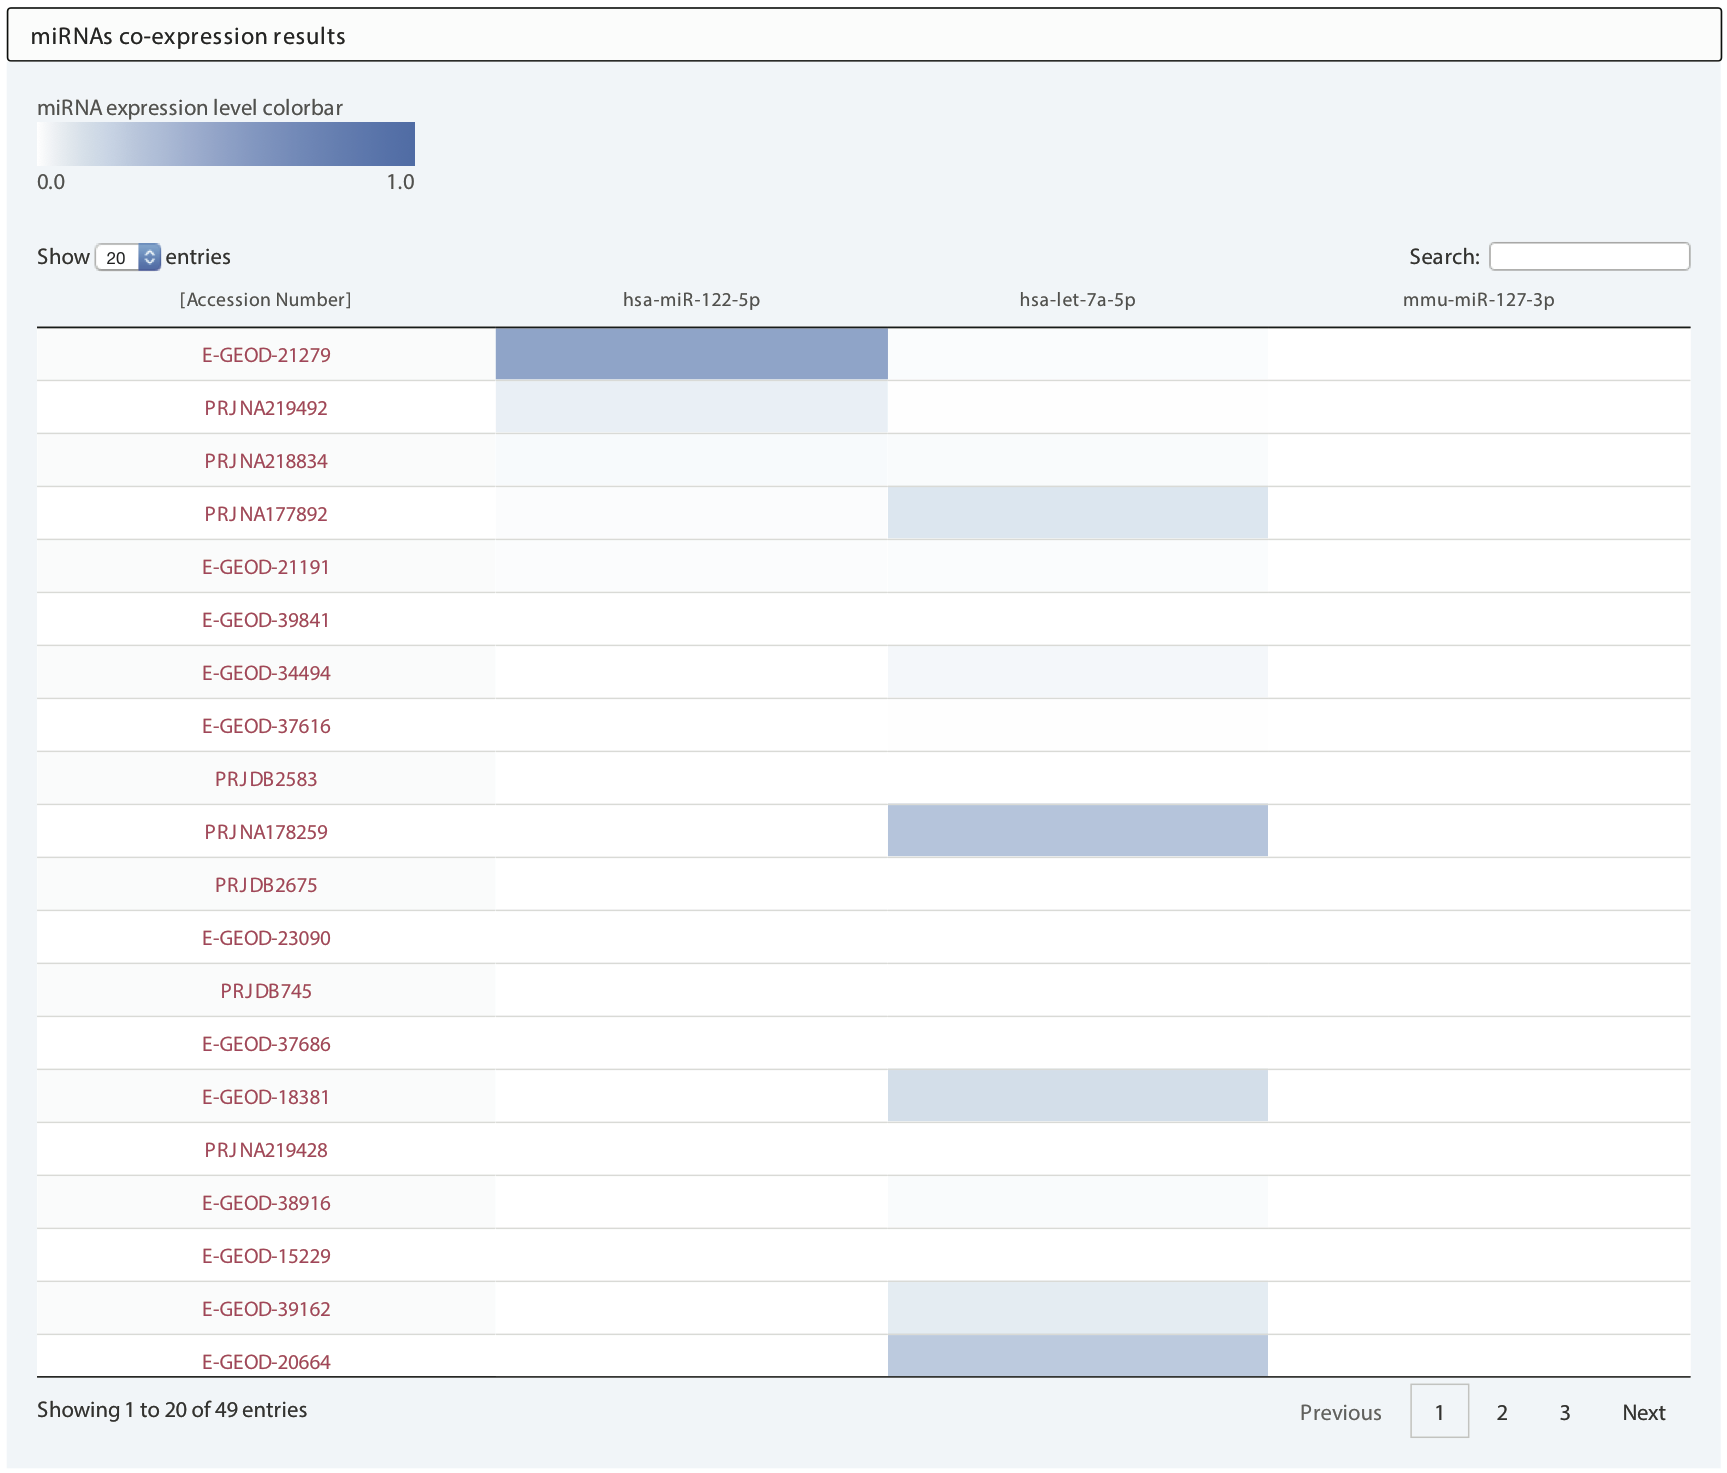 miRNAs co-expression results
miRNA expression level colorbar
0.0 1.0
Show 20 entries Search:
[Accession Number] hsa-miR-122-5p hsa-let-7a-5p mmu-miR-127-3p
E-GEOD-21279
PRJNA219492
PRJNA218834
PRJNA177892
E-GEOD-21191
E-GEOD-39841
E-GEOD-34494
E-GEOD-37616
PRJDB2583
PRJNA178259
PRJDB2675
E-GEOD-23090
PRJDB745
E-GEOD-37686
E-GEOD-18381
PRJNA219428
E-GEOD-38916
E-GEOD-15229
E-GEOD-39162
E-GEOD-20664
Showing 1 to 20 of 49 entries Previous 1 2 3 Next